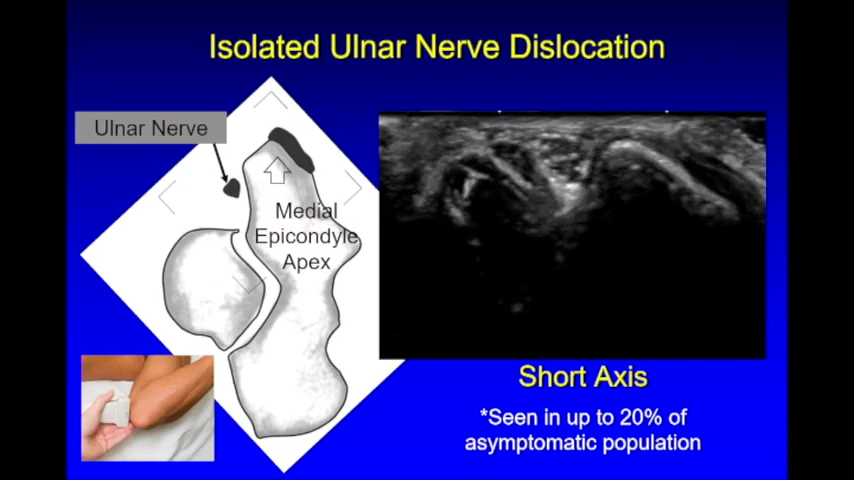 Isolated Ulnar Nerve Dislocation
Ulnar Nerve
Medial
Epicondyle
Apex
Short Axis
*Seen in up to 20% of
asymptomatic population